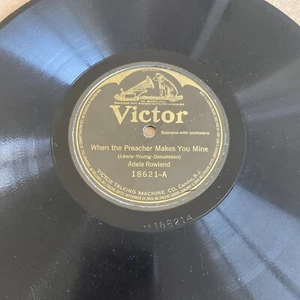 Victor
Soprano with orchestra
When the Preacher Makes You Mine
(Lewis-Young-Donaldson)
Adele Rowland
18621-A
VICTOR TALKING MACHINE CO. Camden, N.J.
18621A